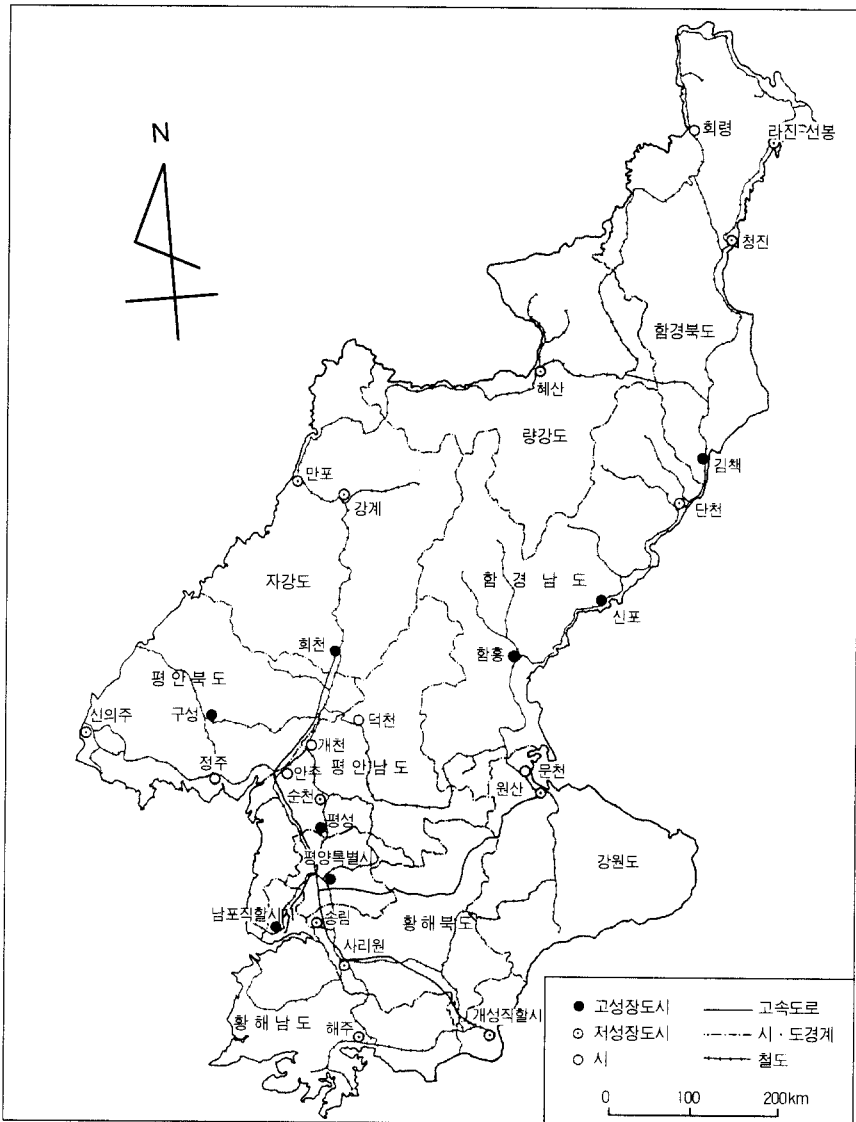 N
회령
라진-선봉
청진
함경북도
혜산
량강도
김책
만포
강계
단천
자강도
함 경 남 도
신포
희천
함흥
평 안 북 도
신의주
구성
덕천
개천
정주
안주
평 안 남 도
문천
순천
원산
평성
강원도
평양특별시
남포직할시
송림
황 해 북 도
사리원
황 해 남 도
해주
개성직할시
고성장도시
고속도로
저성장도시
시·도경계
시
철도
0 100 200km